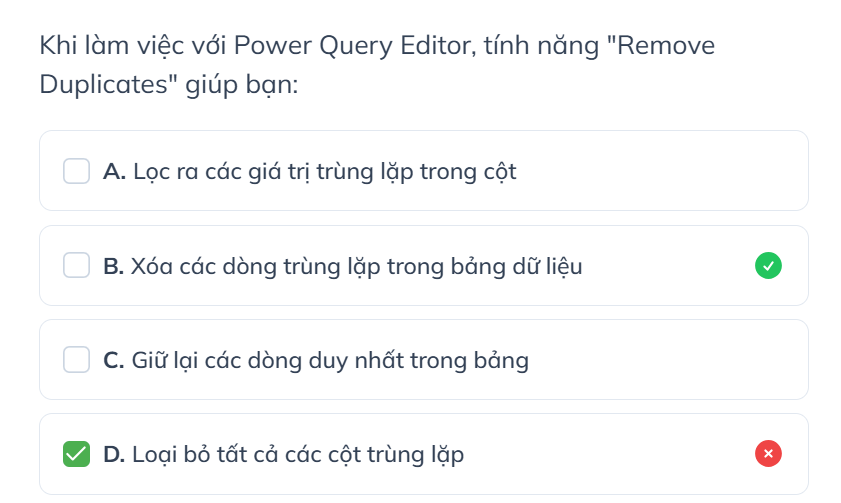 Khi làm việc với Power Query Editor, tính năng "Remove
Duplicates" giúp bạn:
A. Lọc ra các giá trị trùng lặp trong cột
B. Xóa các dòng trùng lặp trong bảng dữ liệu
C. Giữ lại các dòng duy nhất trong bảng
D. Loại bỏ tất cả các cột trùng lặp